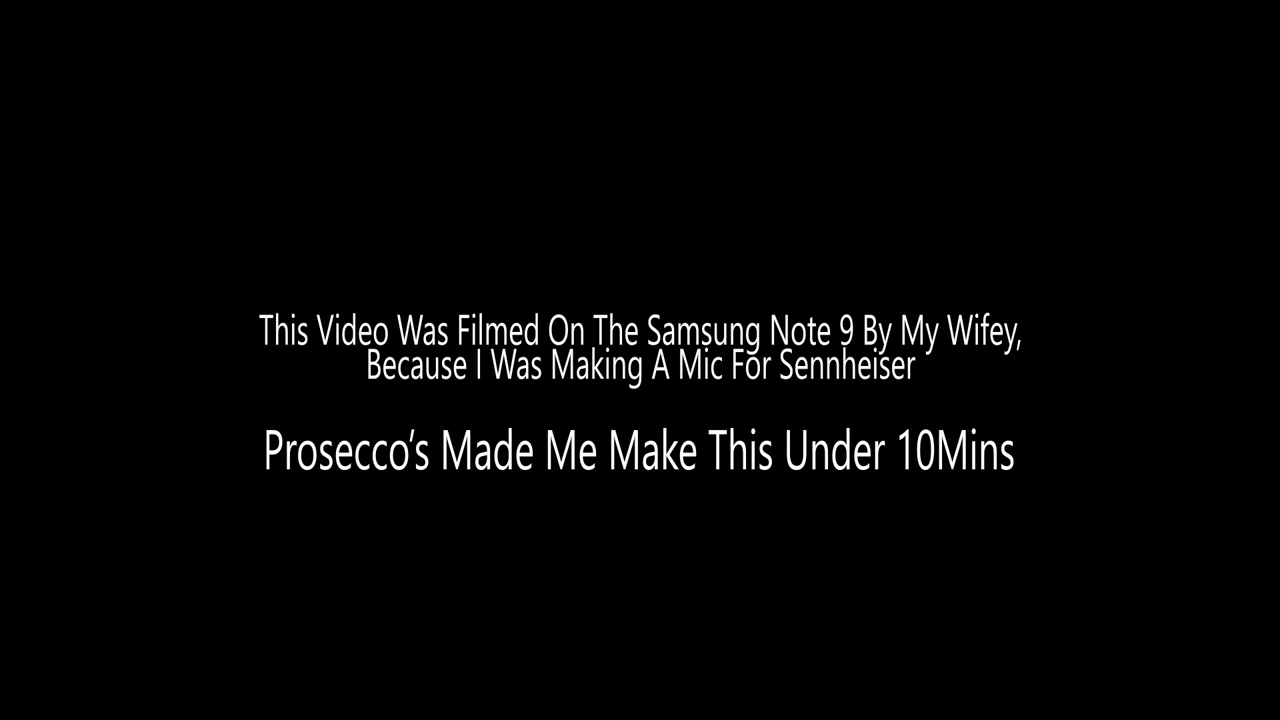 This Video Was Filmed On The Samsung Note 9 By My Wifey,
Because I Was Making A Mic For Sennheiser
Prosecco‘s Made Me Make This Under 10Mins